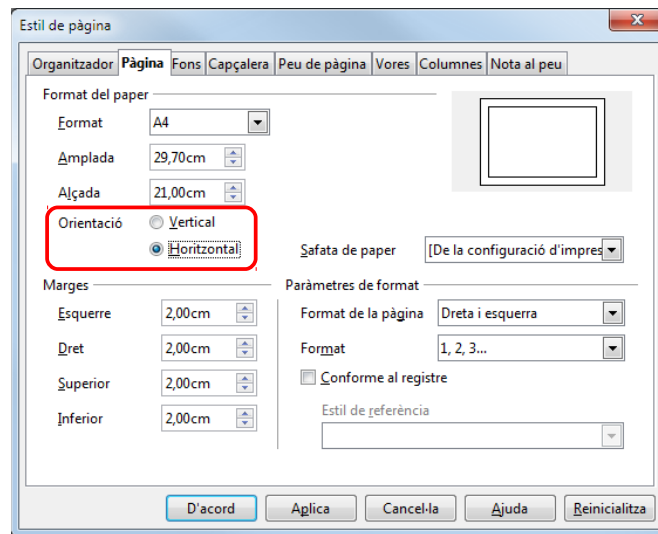 Estil de pàgina
Organitzador Pàgina Fons Capçalera Peu de pàgina Vores Columnes Nota al peu
Format del paper
Format A4
Amplada 29,70cm
Alçada 21,00cm
Orientació Vertical
Horitzontal
Safata de paper [De la configuració d'impres
Marges Paràmetres de format
Esquerre 2,00cm Format de la pàgina Dreta i esquerra
Dret 2,00cm Format 1, 2, 3...
Superior 2,00cm Conforme al registre
Inferior 2,00cm Estil de referència
D'acord Aplica Cancel·la Ajuda Reinicialitza